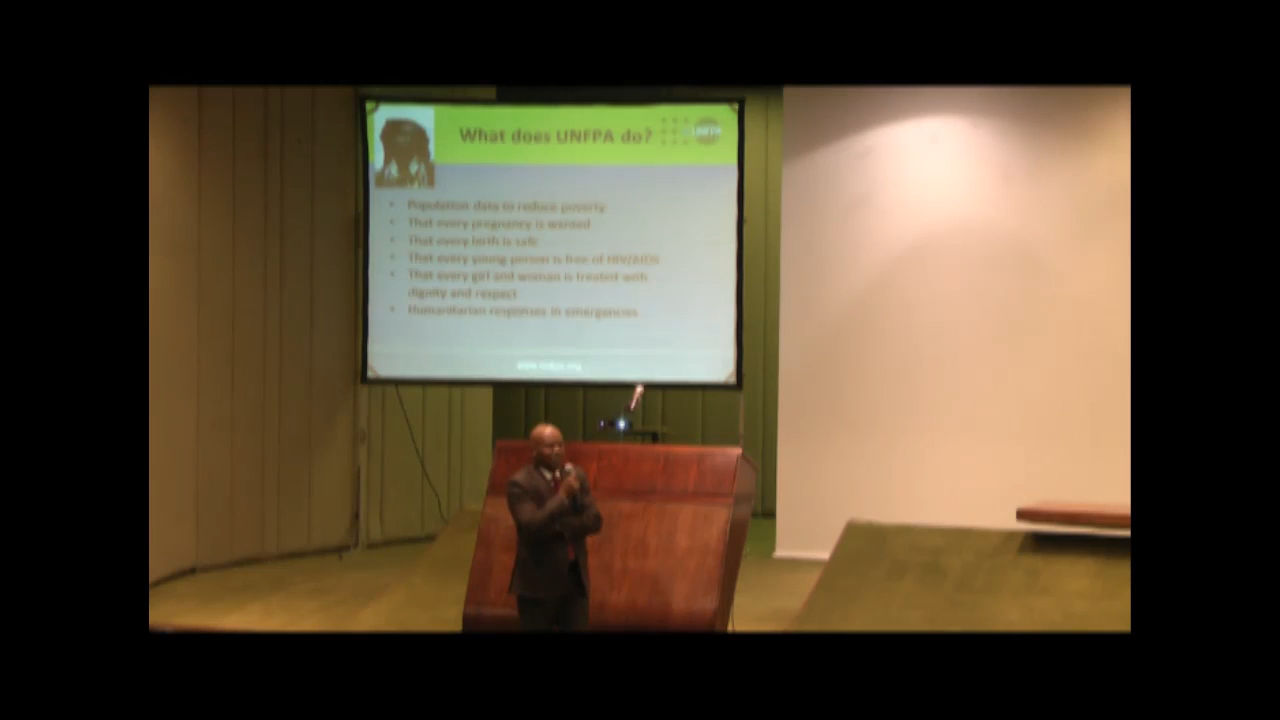 What does UNFPA do?
UNFPA
• Population data to reduce poverty
• That every pregnancy is wanted
• That every birth is safe
• That every young person is free of HIV/AIDS
• That every girl and woman is treated with
dignity and respect
• Humanitarian responses in emergencies